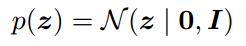 p(z) = 𝒩(z | 0, I)